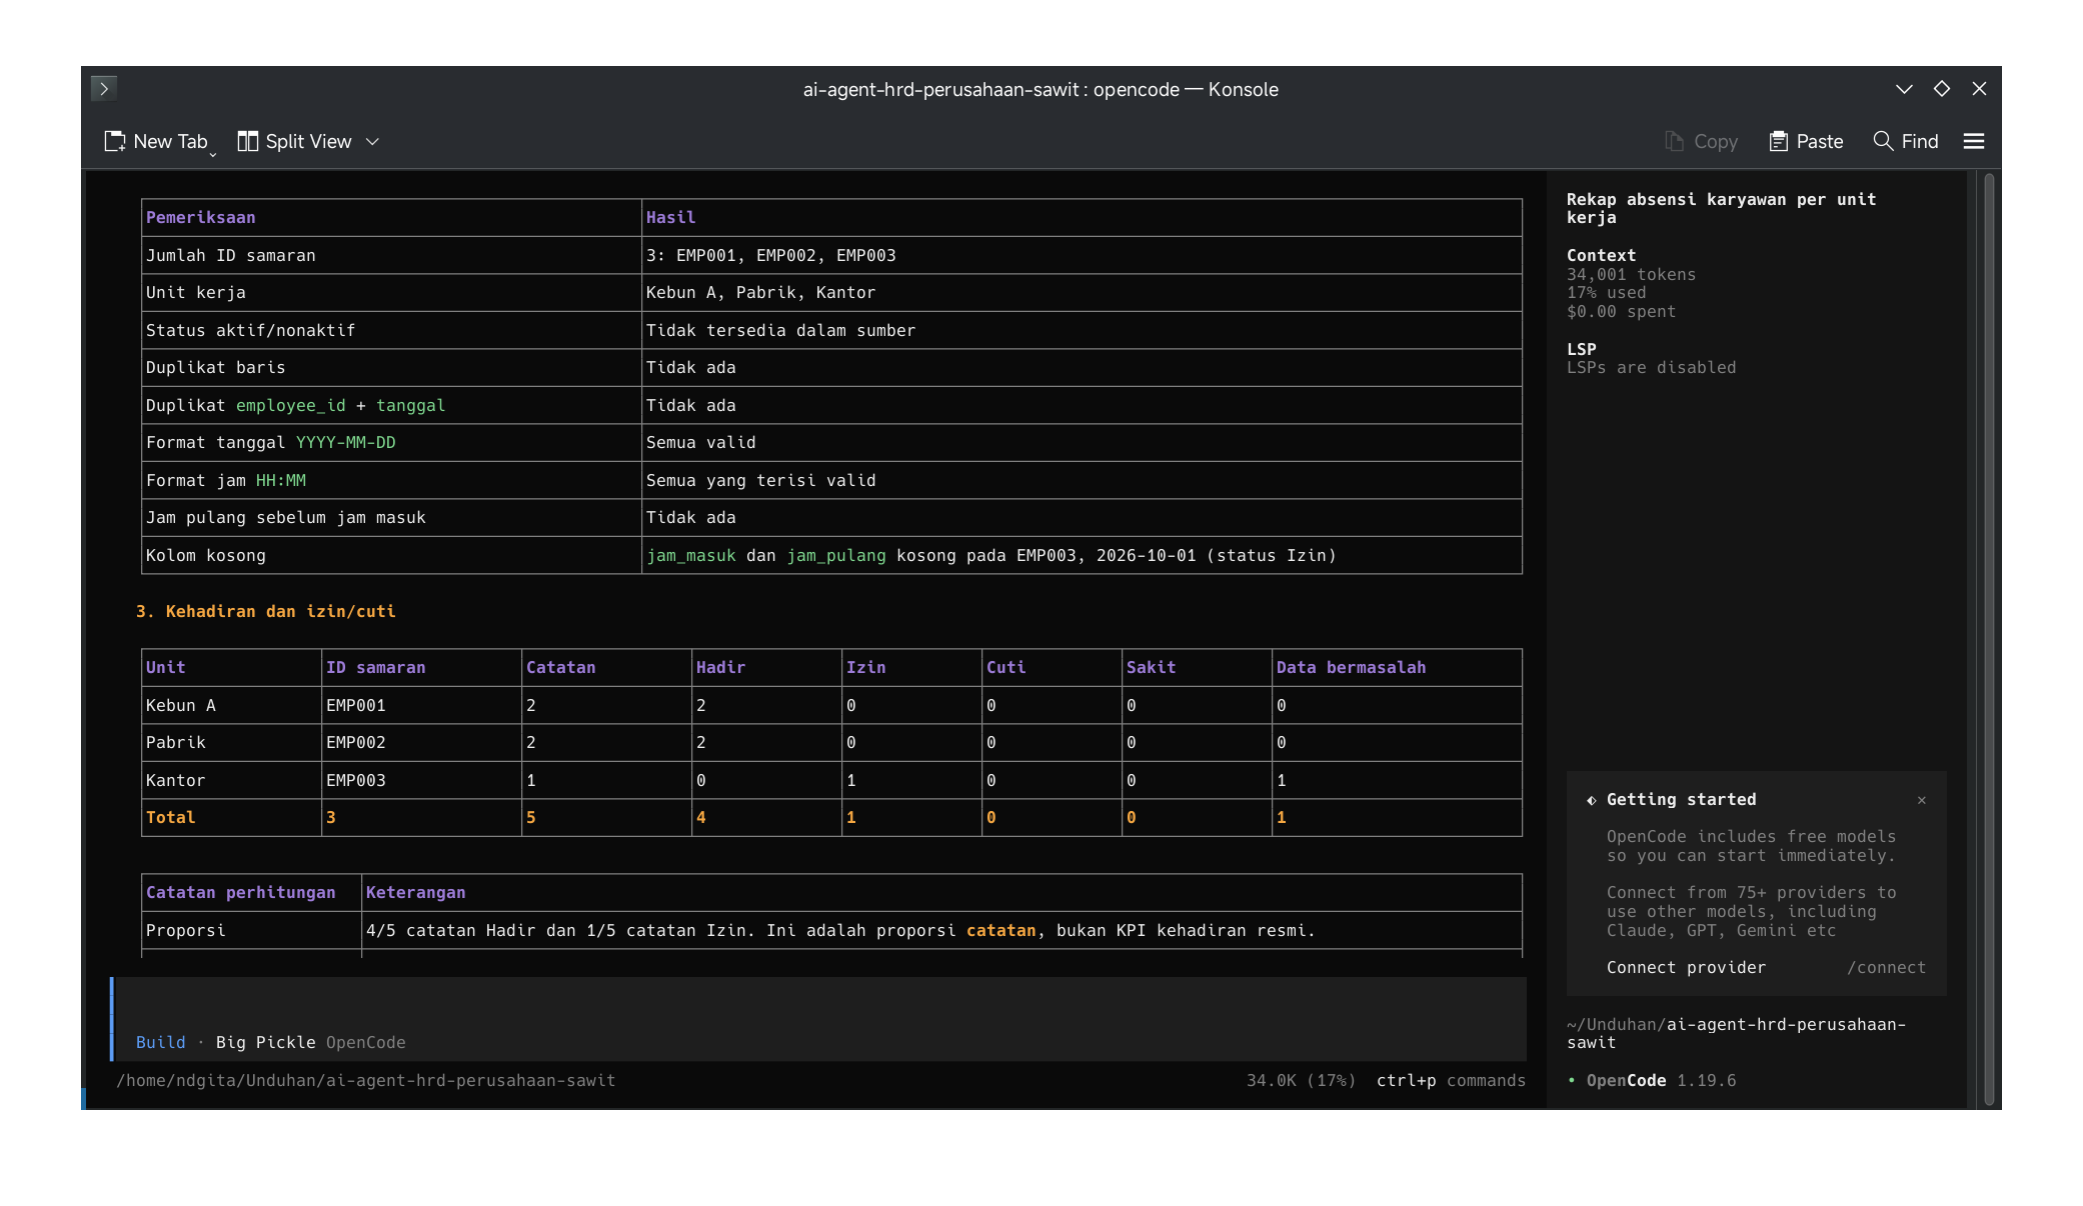 ai-agent-hrd-perusahaan-sawit : opencode — Konsole
New Tab Split View Copy Paste Find
Pemeriksaan Hasil
Jumlah ID samaran 3: EMP001, EMP002, EMP003
Unit kerja Kebun A, Pabrik, Kantor
Status aktif/nonaktif Tidak tersedia dalam sumber
Duplikat baris Tidak ada
Duplikat employee_id + tanggal Tidak ada
Format tanggal YYYY-MM-DD Semua valid
Format jam HH:MM Semua yang terisi valid
Jam pulang sebelum jam masuk Tidak ada
Kolom kosong jam_masuk dan jam_pulang kosong pada EMP003, 2026-10-01 (status Izin)
3. Kehadiran dan izin/cuti
Unit ID samaran Catatan Hadir Izin Cuti Sakit Data bermasalah
Kebun A EMP001 2 2 0 0 0 0
Pabrik EMP002 2 2 0 0 0 0
Kantor EMP003 1 0 1 0 0 1
Total 3 5 4 1 0 0 1
Catatan perhitungan Keterangan
Proporsi 4/5 catatan Hadir dan 1/5 catatan Izin. Ini adalah proporsi catatan, bukan KPI kehadiran resmi.
Build · Big Pickle OpenCode
/home/ndgita/Unduhan/ai-agent-hrd-perusahaan-sawit 34.0K (17%) ctrl+p commands
Rekap absensi karyawan per unit
kerja
Context
34,001 tokens
17% used
$0.00 spent
LSP
LSPs are disabled
Getting started
OpenCode includes free models
so you can start immediately.
Connect from 75+ providers to
use other models, including
Claude, GPT, Gemini etc
Connect provider /connect
~/Unduhan/ai-agent-hrd-perusahaan-
sawit
• OpenCode 1.19.6